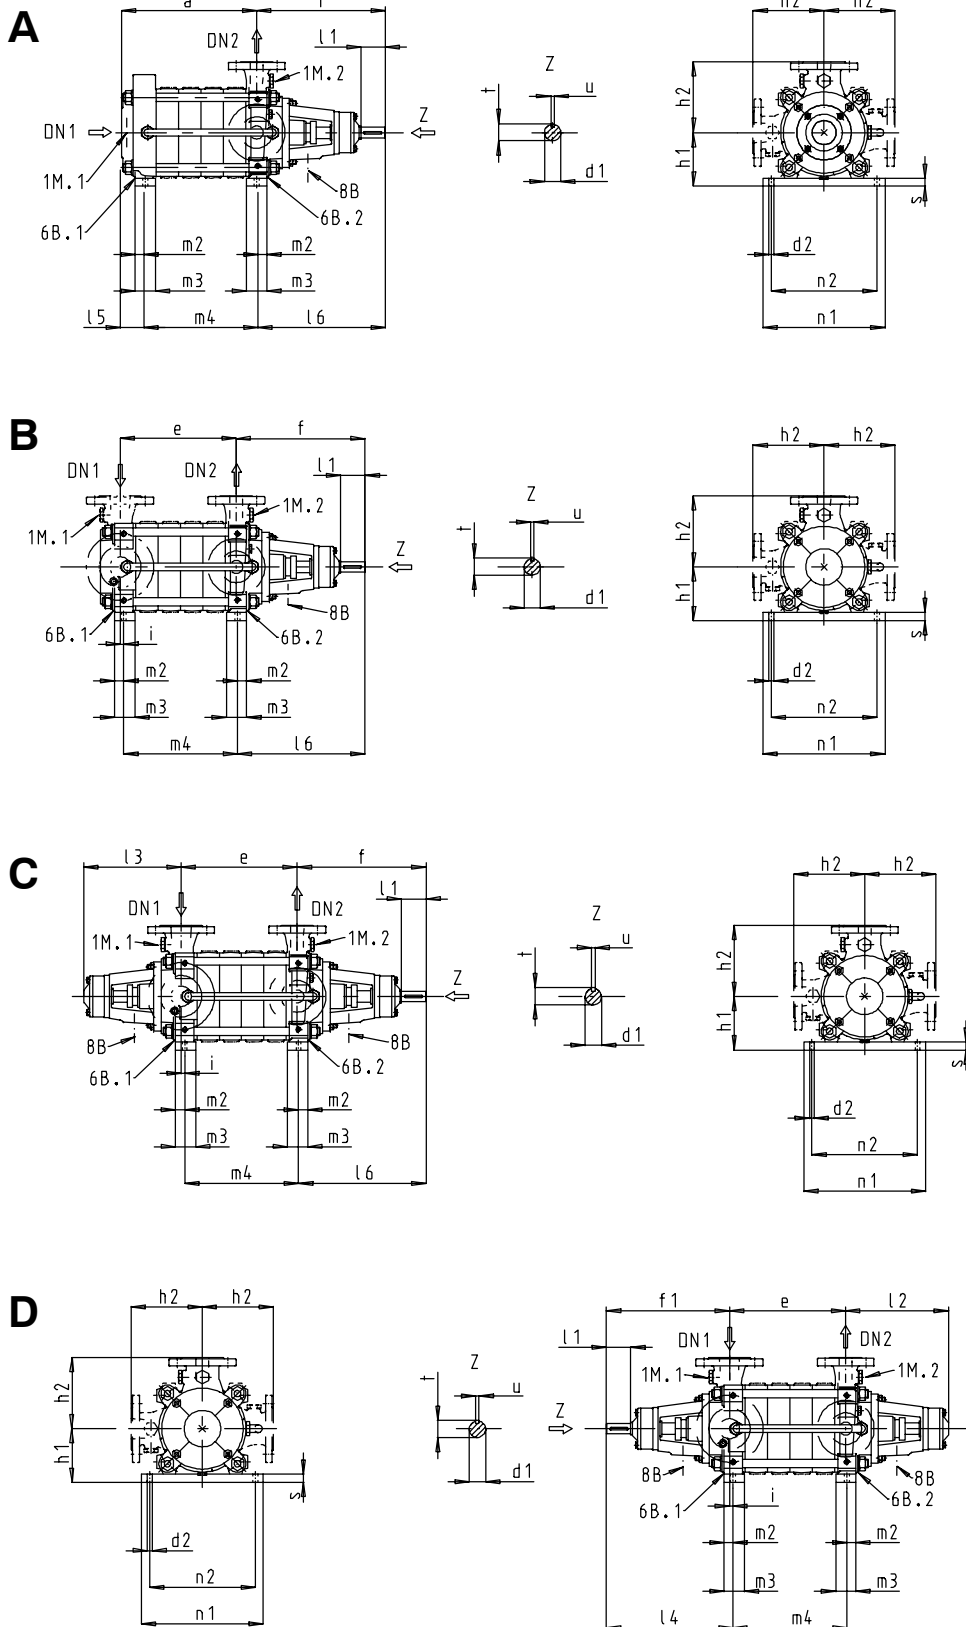 A
a
f
h2
h2
DN2
l1
1M.2
Z
t
u
h2
DN1
Z
h1
1M.1
d1
8B
s
6B.1
6B.2
m2
m2
d2
m3
m3
n2
l5
m4
l6
n1
B
e
f
h2
h2
DN1
DN2
l1
1M.2
Z
t
u
h2
1M.1
Z
h1
d1
8B
s
6B.1
i
6B.2
m2
m2
d2
m3
m3
n2
m4
l6
n1
C
l3
e
f
h2
h2
l1
DN1
DN2
Z
1M.1
1M.2
t
u
h2
Z
h1
d1
8B
8B
s
6B.1
i
6B.2
m2
m2
d2
m3
m3
n2
m4
l6
n1
D
h2
h2
f1
e
l2
l1
DN1
DN2
Z
1M.1
1M.2
h2
t
u
Z
h1
d1
8B
8B
s
6B.1
i
6B.2
d2
m2
m2
n2
m3
m3
n1
l4
m4